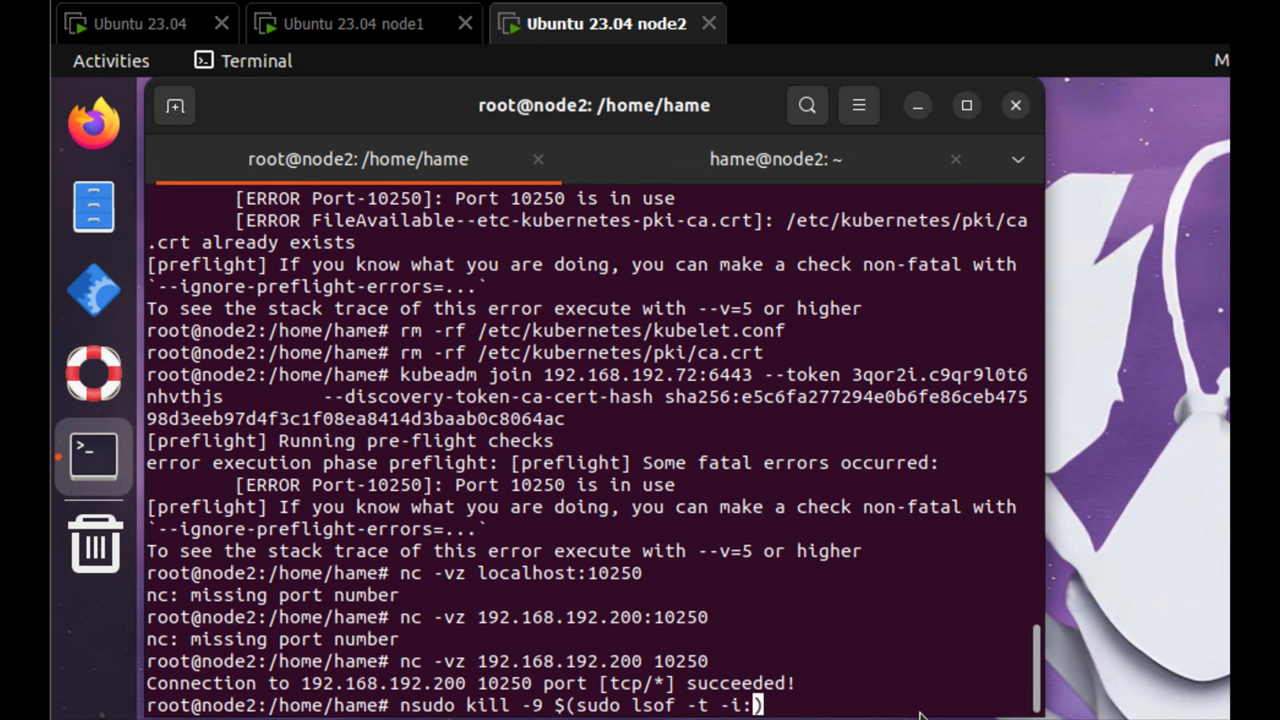 Ubuntu 23.04
Ubuntu 23.04 node1
Ubuntu 23.04 node2
Activities
Terminal
M
root@node2: /home/hame
root@node2: /home/hame
hame@node2: ~
[ERROR Port-10250]: Port 10250 is in use
[ERROR FileAvailable--etc-kubernetes-pki-ca.crt]: /etc/kubernetes/pki/ca
.crt already exists
[preflight] If you know what you are doing, you can make a check non-fatal with
`--ignore-preflight-errors=...`
To see the stack trace of this error execute with --v=5 or higher
root@node2:/home/hame# rm -rf /etc/kubernetes/kubelet.conf
root@node2:/home/hame# rm -rf /etc/kubernetes/pki/ca.crt
root@node2:/home/hame# kubeadm join 192.168.192.72:6443 --token 3qor2i.c9qr9l0t6
nhvthjs         --discovery-token-ca-cert-hash sha256:e5c6fa277294e0b6fe86ceb475
98d3eeb97d4f3c1f08ea8414d3baab0c8064ac
[preflight] Running pre-flight checks
error execution phase preflight: [preflight] Some fatal errors occurred:
[ERROR Port-10250]: Port 10250 is in use
[preflight] If you know what you are doing, you can make a check non-fatal with
`--ignore-preflight-errors=...`
To see the stack trace of this error execute with --v=5 or higher
root@node2:/home/hame# nc -vz localhost:10250
nc: missing port number
root@node2:/home/hame# nc -vz 192.168.192.200:10250
nc: missing port number
root@node2:/home/hame# nc -vz 192.168.192.200 10250
Connection to 192.168.192.200 10250 port [tcp/*] succeeded!
root@node2:/home/hame# nsudo kill -9 $(sudo lsof -t -i:)